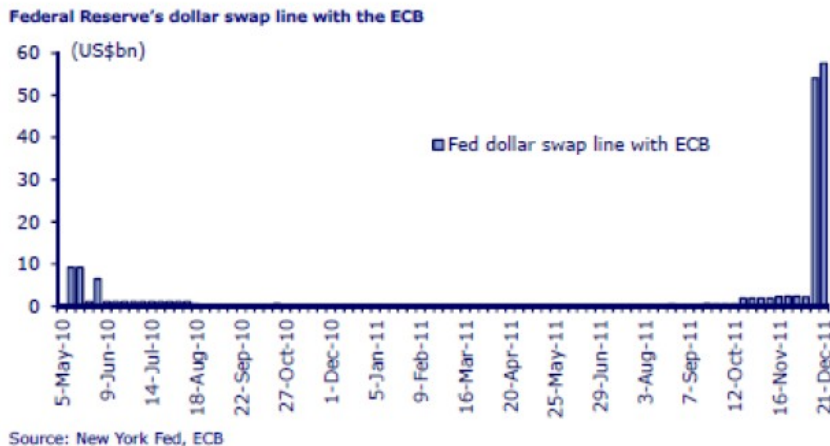 Federal Reserve's dollar swap line with the ECB
60
(US$bn)
50
40
Fed dollar swap line with ECB
30
20
10
0
5-May-10
9-Jun-10
14-Jul-10
18-Aug-10
22-Sep-10
27-Oct-10
1-Dec-10
5-Jan-11
9-Feb-11
16-Mar-11
20-Apr-11
25-May-11
29-Jun-11
3-Aug-11
7-Sep-11
12-Oct-11
16-Nov-11
21-Dec-11
Source: New York Fed, ECB